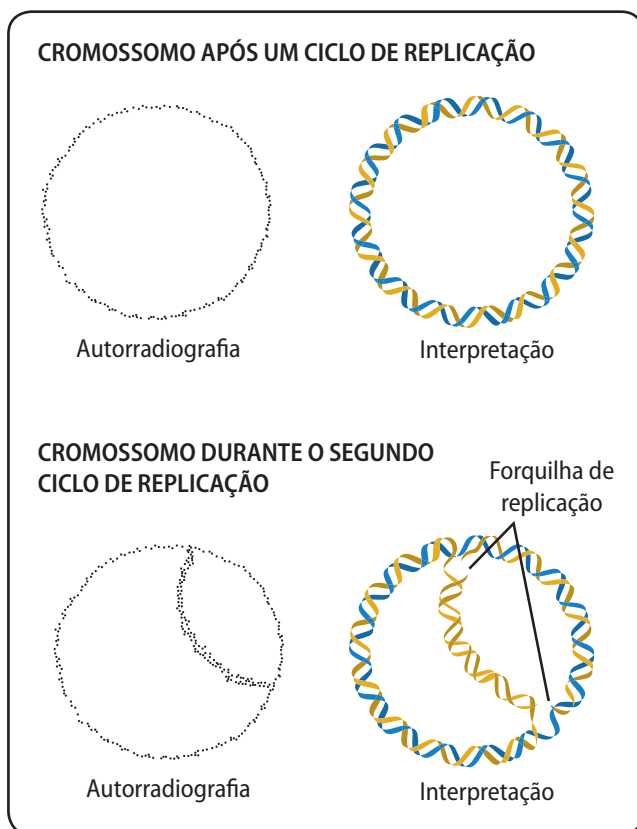 CROMOSSOMO APÓS UM CICLO DE REPLICAÇÃO
Autorradiografia
Interpretação
CROMOSSOMO DURANTE O SEGUNDO
CICLO DE REPLICAÇÃO
Forquilha de
replicação
Autorradiografia
Interpretação